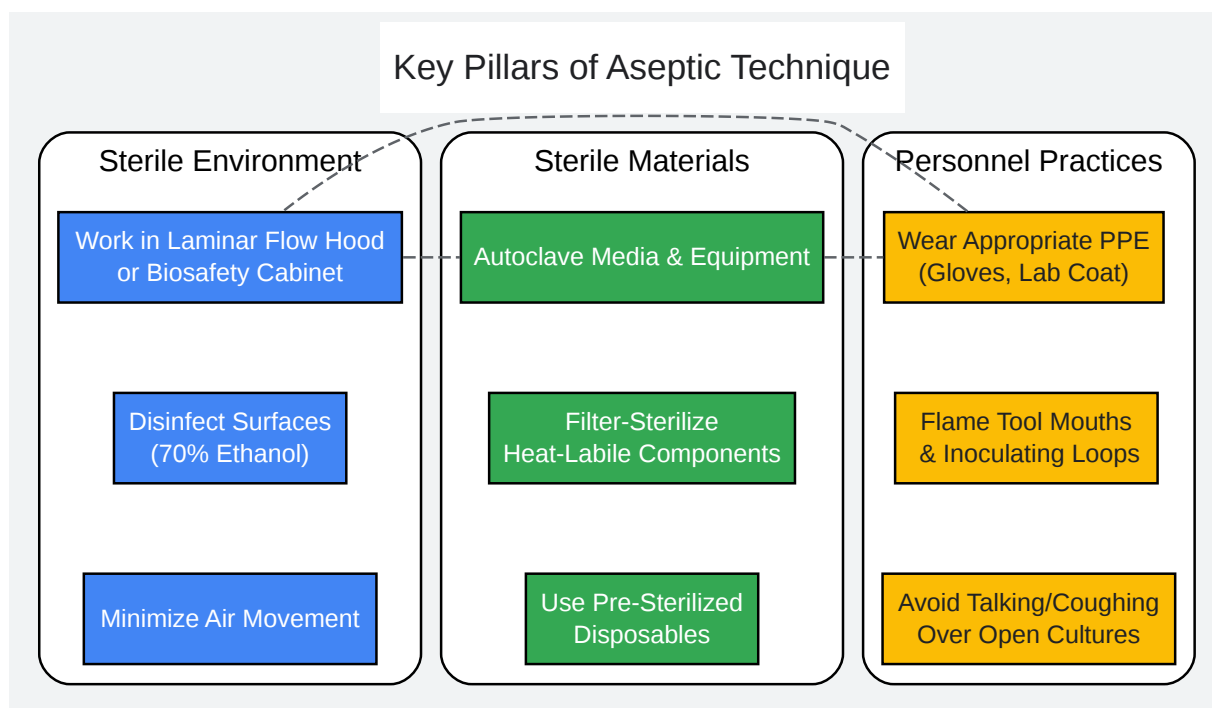 Key Pillars of Aseptic Technique
Sterile Environment
Work in Laminar Flow Hood
or Biosafety Cabinet
Disinfect Surfaces
(70% Ethanol)
Minimize Air Movement
Sterile Materials
Autoclave Media & Equipment
Filter-Sterilize
Heat-Labile Components
Use Pre-Sterilized
Disposables
Personnel Practices
Wear Appropriate PPE
(Gloves, Lab Coat)
Flame Tool Mouths
& Inoculating Loops
Avoid Talking/Coughing
Over Open Cultures